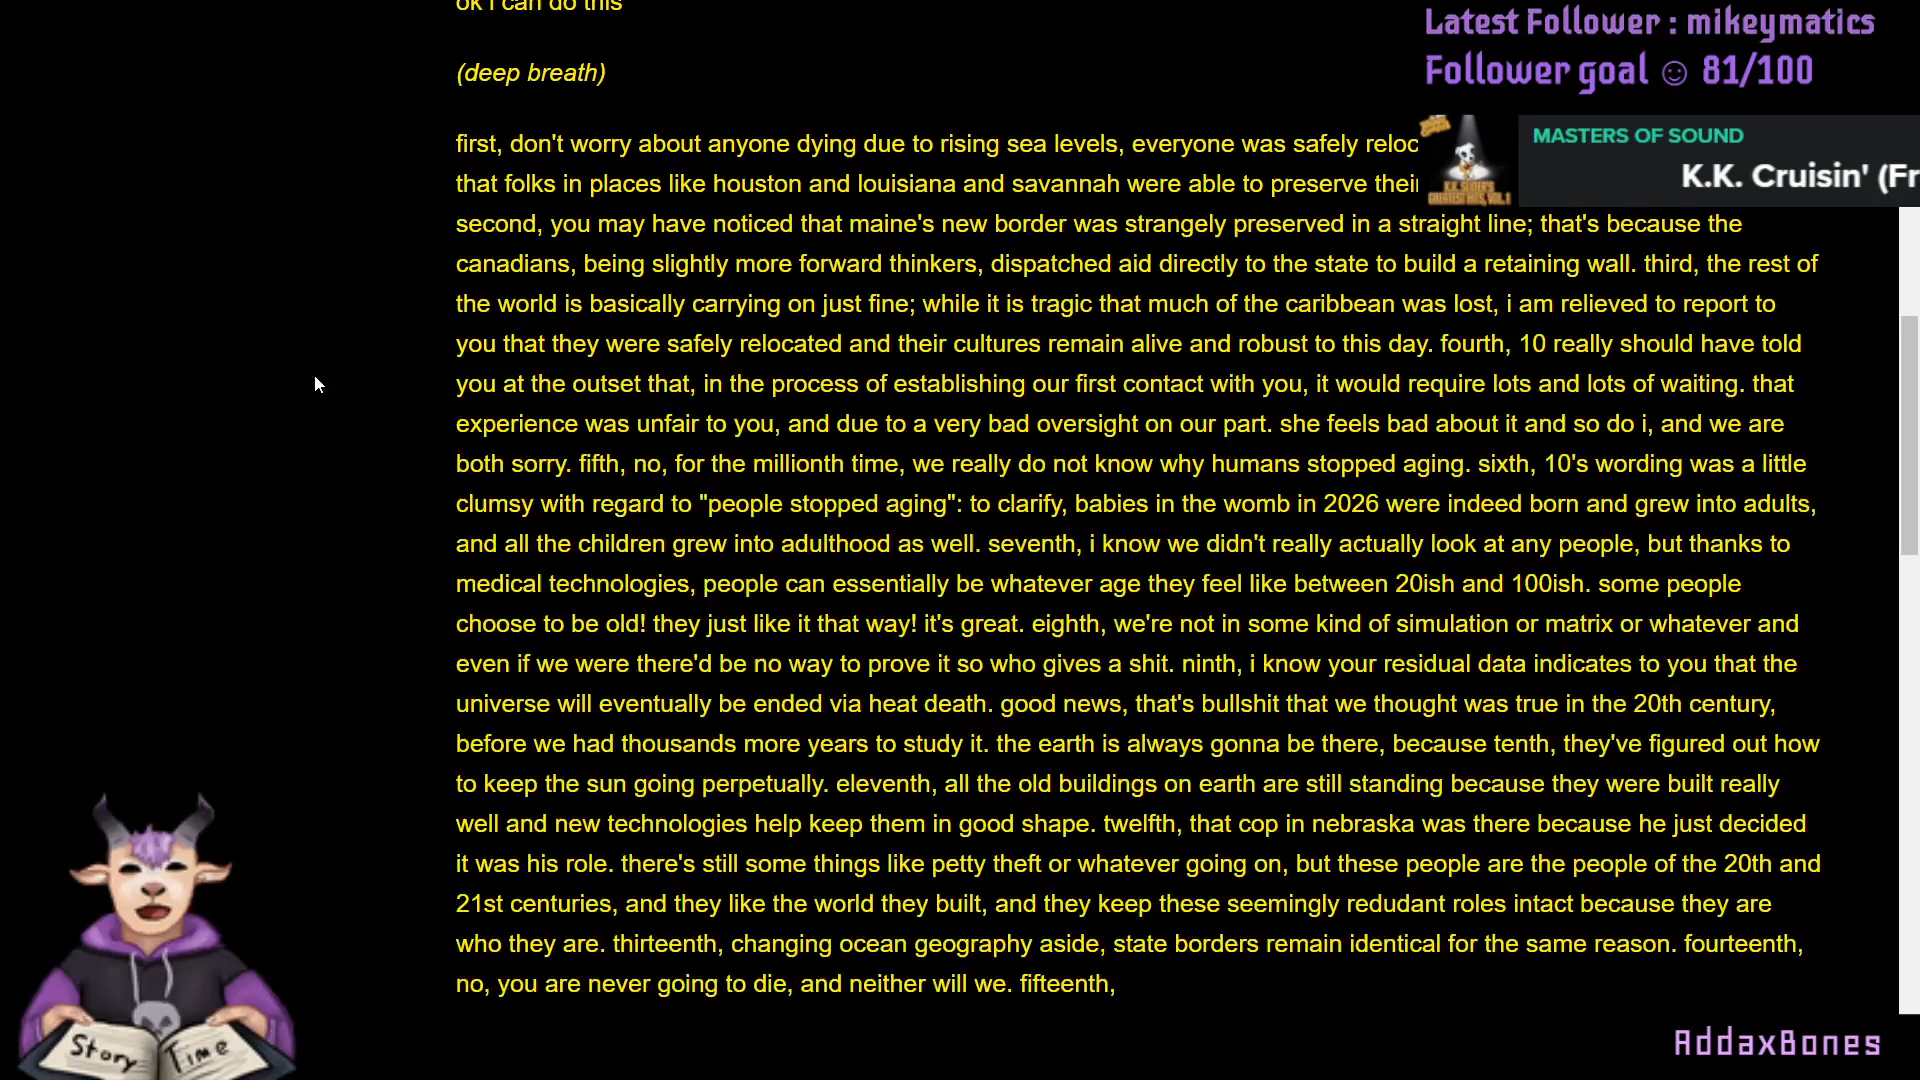 ok i can do this
(deep breath)
first, don't worry about anyone dying due to rising sea levels, everyone was safely
that folks in places like houston and louisiana and savannah were able to preserve
second, you may have noticed that maine's new border was strangely preserved in a straight line; that's because the
canadians, being slightly more forward thinkers, dispatched aid directly to the state to build a retaining wall. third, the rest of
the world is basically carrying on just fine; while it is tragic that much of the caribbean was lost, i am relieved to report to
you that they were safely relocated and their cultures remain alive and robust to this day. fourth, 10 really should have told
you at the outset that, in the process of establishing our first contact with you, it would require lots and lots of waiting. that
experience was unfair to you, and due to a very bad oversight on our part. she feels bad about it and so do i, and we are
both sorry. fifth, no, for the millionth time, we really do not know why humans stopped aging. sixth, 10's wording was a little
clumsy with regard to "people stopped aging": to clarify, babies in the womb in 2026 were indeed born and grew into adults,
and all the children grew into adulthood as well. seventh, i know we didn't really actually look at any people, but thanks to
medical technologies, people can essentially be whatever age they feel like between 20ish and 100ish. some people
choose to be old! they just like it that way! it's great. eighth, we're not in some kind of simulation or matrix or whatever and
even if we were there'd be no way to prove it so who gives a shit. ninth, i know your residual data indicates to you that the
universe will eventually be ended via heat death. good news, that's bullshit that we thought was true in the 20th century,
before we had thousands more years to study it. the earth is always gonna be there, because tenth, they've figured out how
to keep the sun going perpetually. eleventh, all the old buildings on earth are still standing because they were built really
well and new technologies help keep them in good shape. twelfth, that cop in nebraska was there because he just decided
it was his role. there's still some things like petty theft or whatever going on, but these people are the people of the 20th and
21st centuries, and they like the world they built, and they keep these seemingly redudant roles intact because they are
who they are. thirteenth, changing ocean geography aside, state borders remain identical for the same reason. fourteenth,
no, you are never going to die, and neither will we. fifteenth,
Latest Follower : mikeymatics
Follower goal ☺ 81/100
MASTERS OF SOUND
K.K. Cruisin' (Fr
K.K. SLIDER'S
GREATEST HITS, VOL. 1
Story Time
AddaxBones